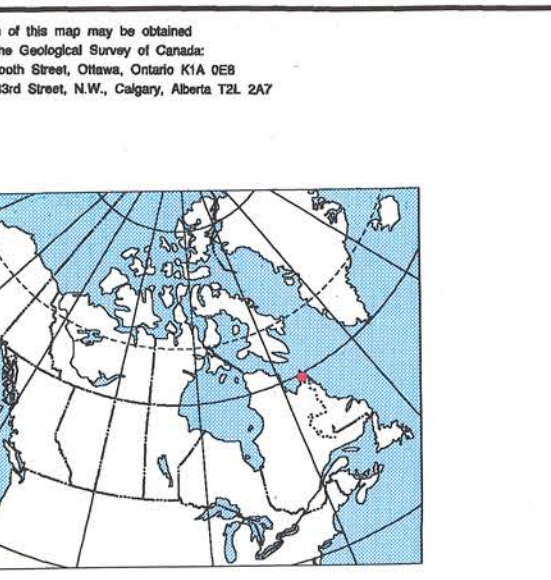 of this map may be obtained
he Geological Survey of Canada:
ooth Street, Ottawa, Ontario K1A 0E8
3rd Street, N.W., Calgary, Alberta T2L 2A7